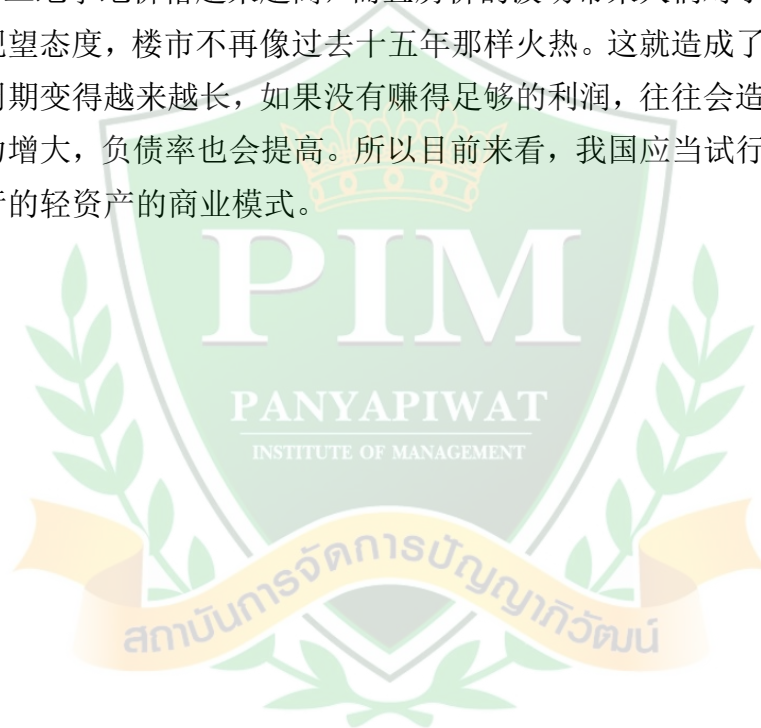 观望态度，楼市不再像过去十五年那样火热。这就造成了
期变得越来越长，如果没有赚得足够的利润，往往会造
增大，负债率也会提高。所以目前来看，我国应当试行
的轻资产的商业模式。
PIM
PANYAPIWAT
INSTITUTE OF MANAGEMENT
สถาบันการจัดการปัญญาภิวัฒน์